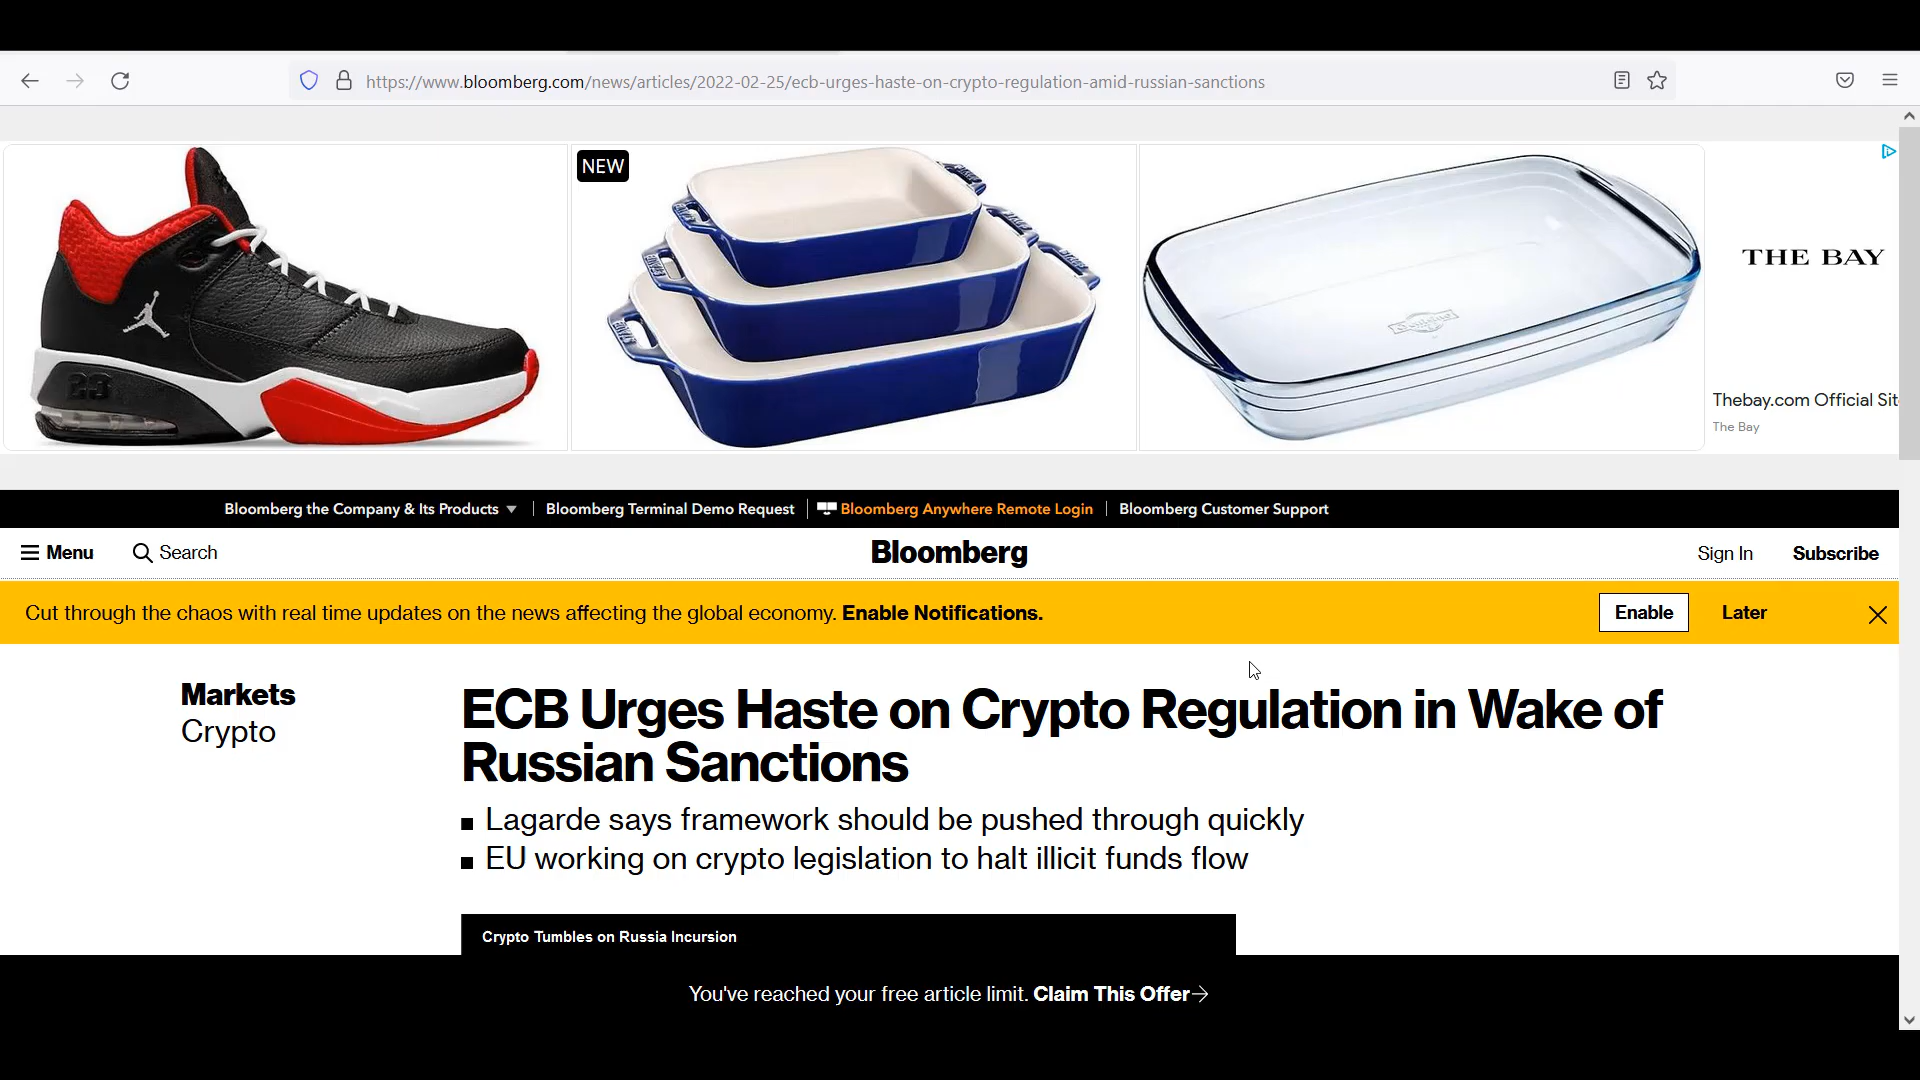 https://www.bloomberg.com/news/articles/2022-02-25/ecb-urges-haste-on-crypto-regulation-amid-russian-sanctions
NEW
23
THE BAY
Thebay.com Official Sit
The Bay
Bloomberg the Company & Its Products
Bloomberg Terminal Demo Request
Bloomberg Anywhere Remote Login
Bloomberg Customer Support
Menu
Search
Bloomberg
Sign In
Subscribe
Cut through the chaos with real time updates on the news affecting the global economy. Enable Notifications.
Enable
Later
Markets
Crypto
ECB Urges Haste on Crypto Regulation in Wake of
Russian Sanctions
Lagarde says framework should be pushed through quickly
EU working on crypto legislation to halt illicit funds flow
Crypto Tumbles on Russia Incursion
You've reached your free article limit. Claim This Offer→